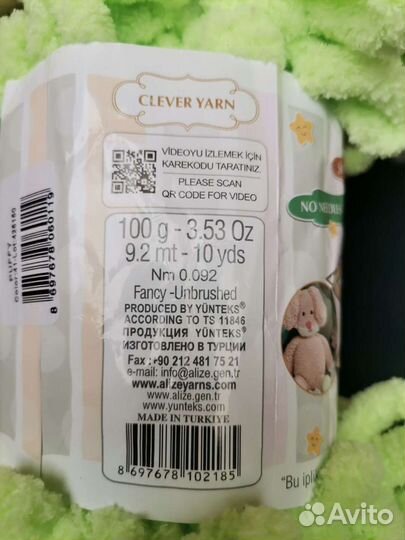 CLEVER YARN
VİDEOYU İZLEMEK İÇİN
KAREKODU TARATINIZ.
PLEASE SCAN
QR CODE FOR VIDEO
100 g - 3.53 Oz
9.2 mt - 10 yds
Nm 0.092
Fancy -Unbrushed
PRODUCED BY YÜNTEKS®
ACCORDING TO TS 11846
ПРОДУКЦИЯ YÜNTEKS®
ИЗГОТОВЛЕНО В ТУРЦИИ
Fax : +90 212 481 75 21
e-mail: info@alize.gen.tr
www.alizeyarns.com
www.alize.gen.tr
www.yunteks.com
MADE IN TURKIYE
8 697678 102185
PUFFY
8 697678 060119
NO NEEDLES
"Bu iplik
Avito